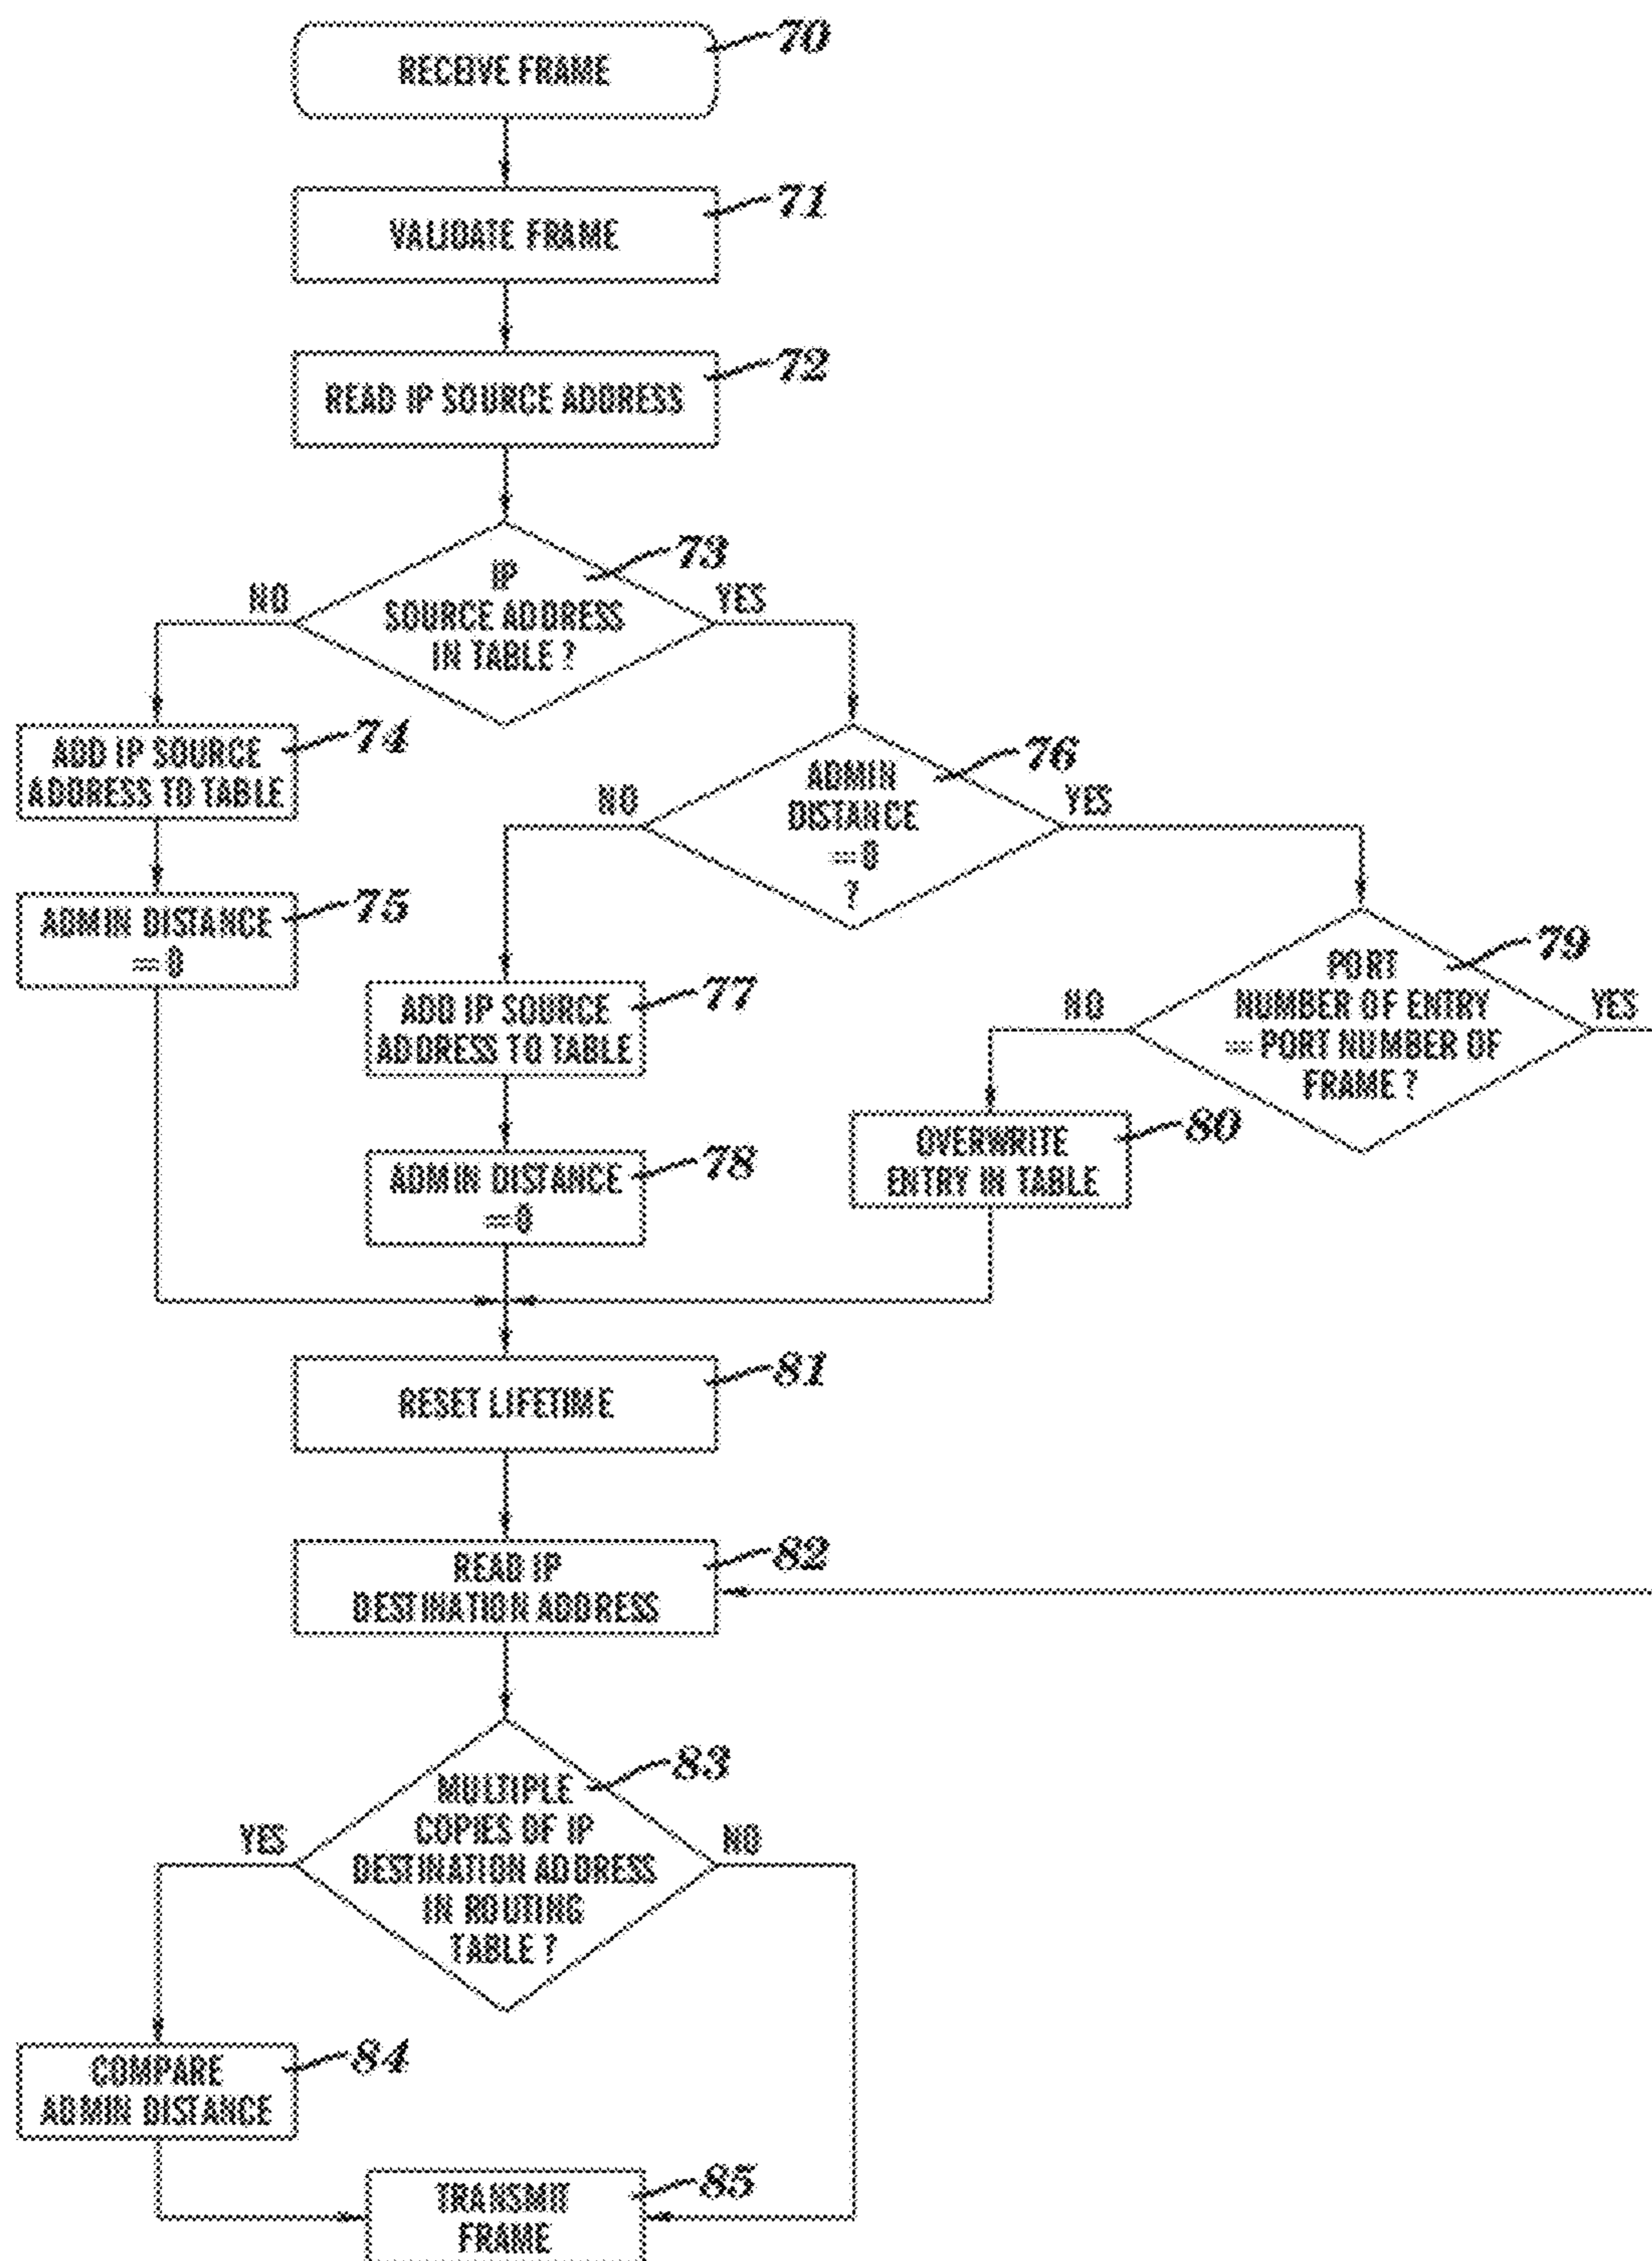 70
RECEIVE FRAME
71
VALIDATE FRAME
72
READ IP SOURCE ADDRESS
73
IP
SOURCE ADDRESS
IN TABLE ?
NO
YES
74
ADD IP SOURCE
ADDRESS TO TABLE
75
ADMIN DISTANCE
= 0
76
ADMIN
DISTANCE
= 0
?
NO
YES
77
ADD IP SOURCE
ADDRESS TO TABLE
78
ADMIN DISTANCE
= 0
79
PORT
NUMBER OF ENTRY
= PORT NUMBER OF
FRAME ?
NO
YES
80
OVERWRITE
ENTRY IN TABLE
81
RESET LIFETIME
82
READ IP
DESTINATION ADDRESS
83
MULTIPLE
COPIES OF IP
DESTINATION ADDRESS
IN ROUTING
TABLE ?
YES
NO
84
COMPARE
ADMIN DISTANCE
85
TRANSMIT
FRAME